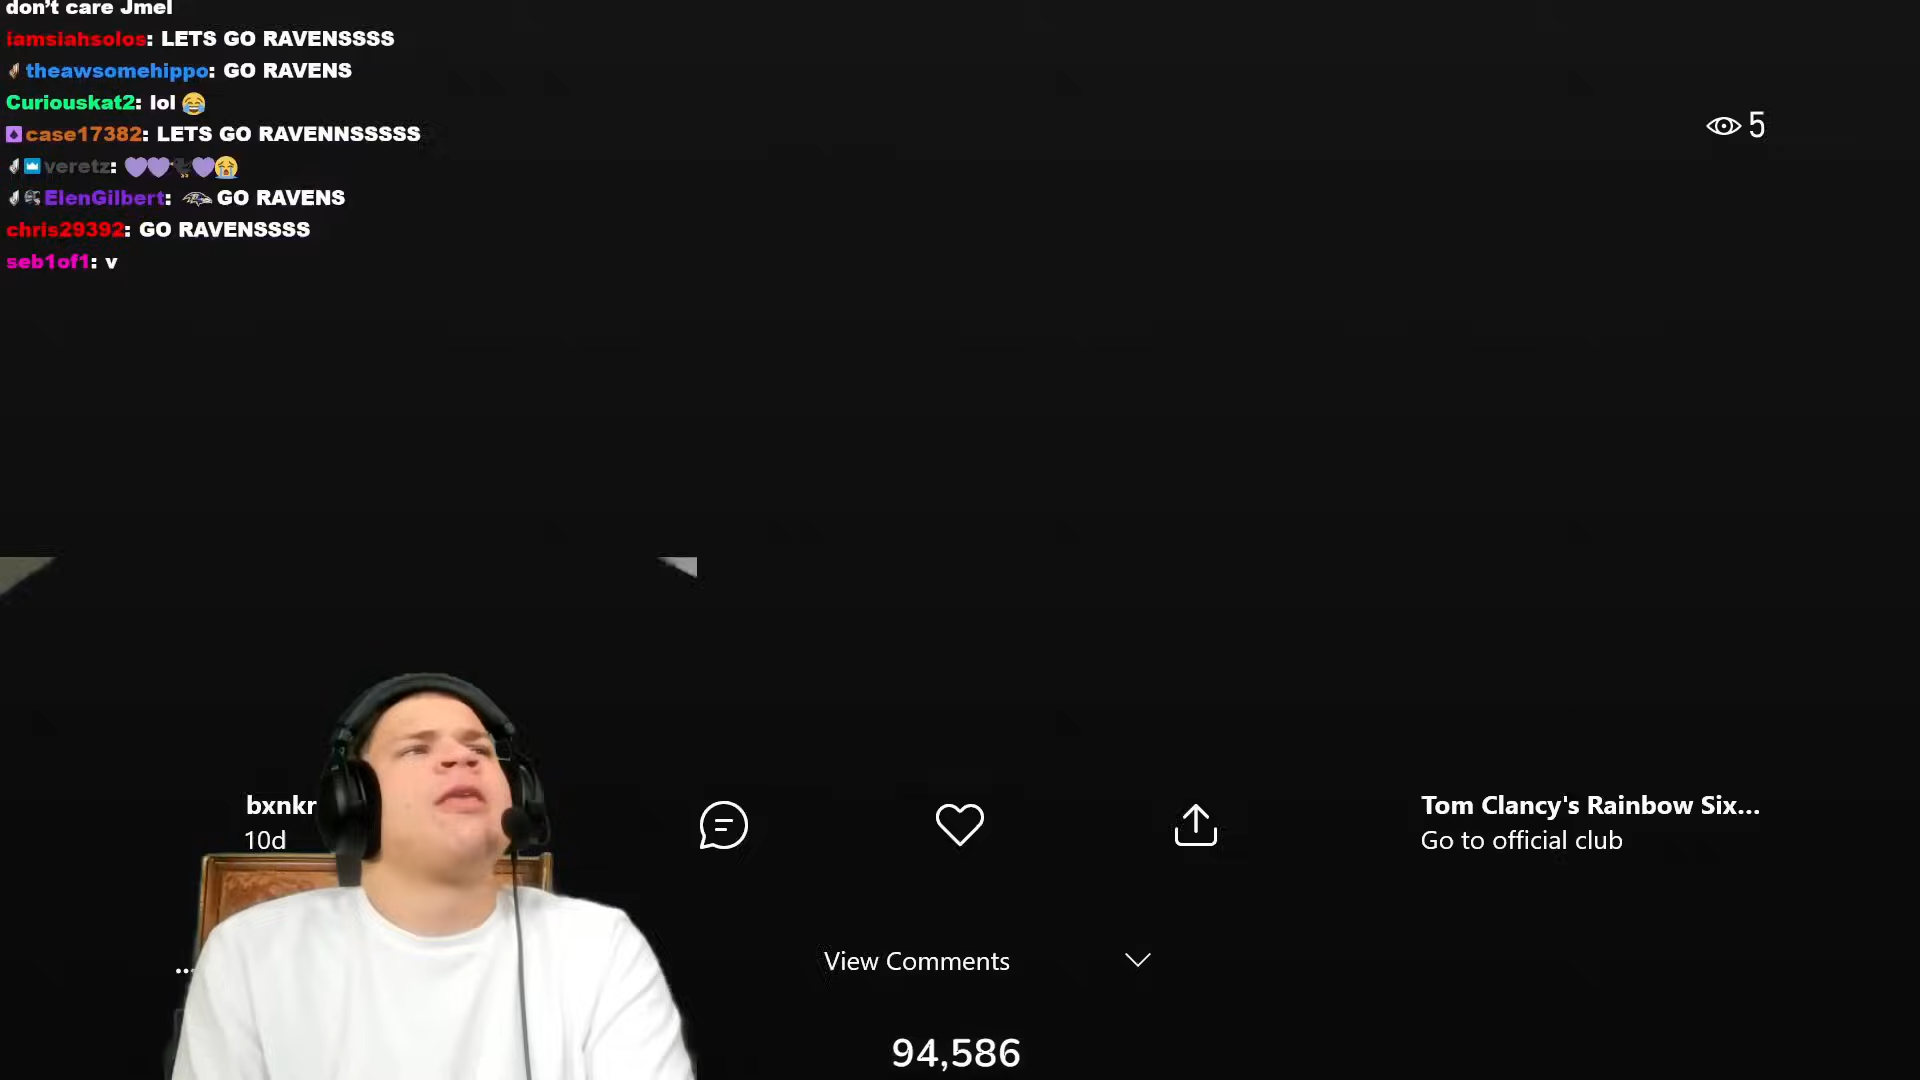 don’t care Jmel
iamsiahsolos: LETS GO RAVENSSSS
theawsomehippo: GO RAVENS
Curiouskat2: lol 😂
case17382: LETS GO RAVENNSSSSS
veretz: 💜💜🐦‍⬛💜😭
ElenGilbert: GO RAVENS
chris29392: GO RAVENSSSS
seb1of1: v
5
bxnkr
10d
Tom Clancy's Rainbow Six...
Go to official club
...
View Comments
94,586